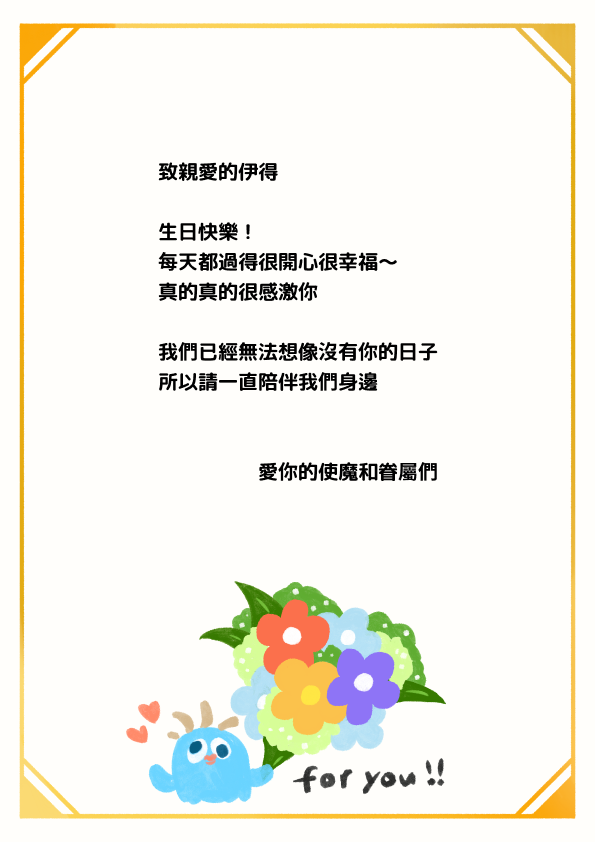 致親愛的伊得
生日快樂！
每天都過得很開心很幸福～
真的真的很感激你
我們已經無法想像沒有你的日子
所以請一直陪伴我們身邊
愛你的使魔和眷屬們
for you!!